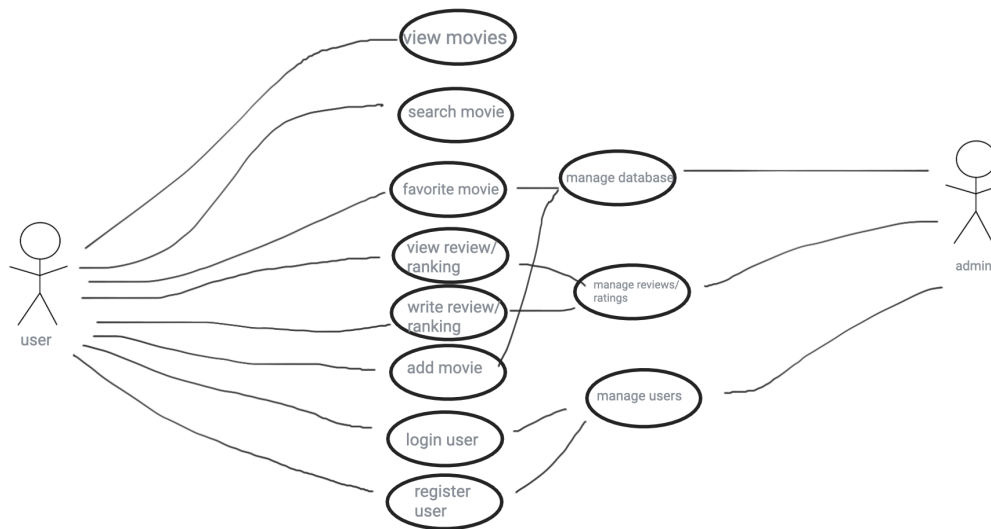 view movies
search movie
favorite movie
view review/
ranking
write review/
ranking
add movie
login user
register
user
manage database
manage reviews/
ratings
manage users
user
admin